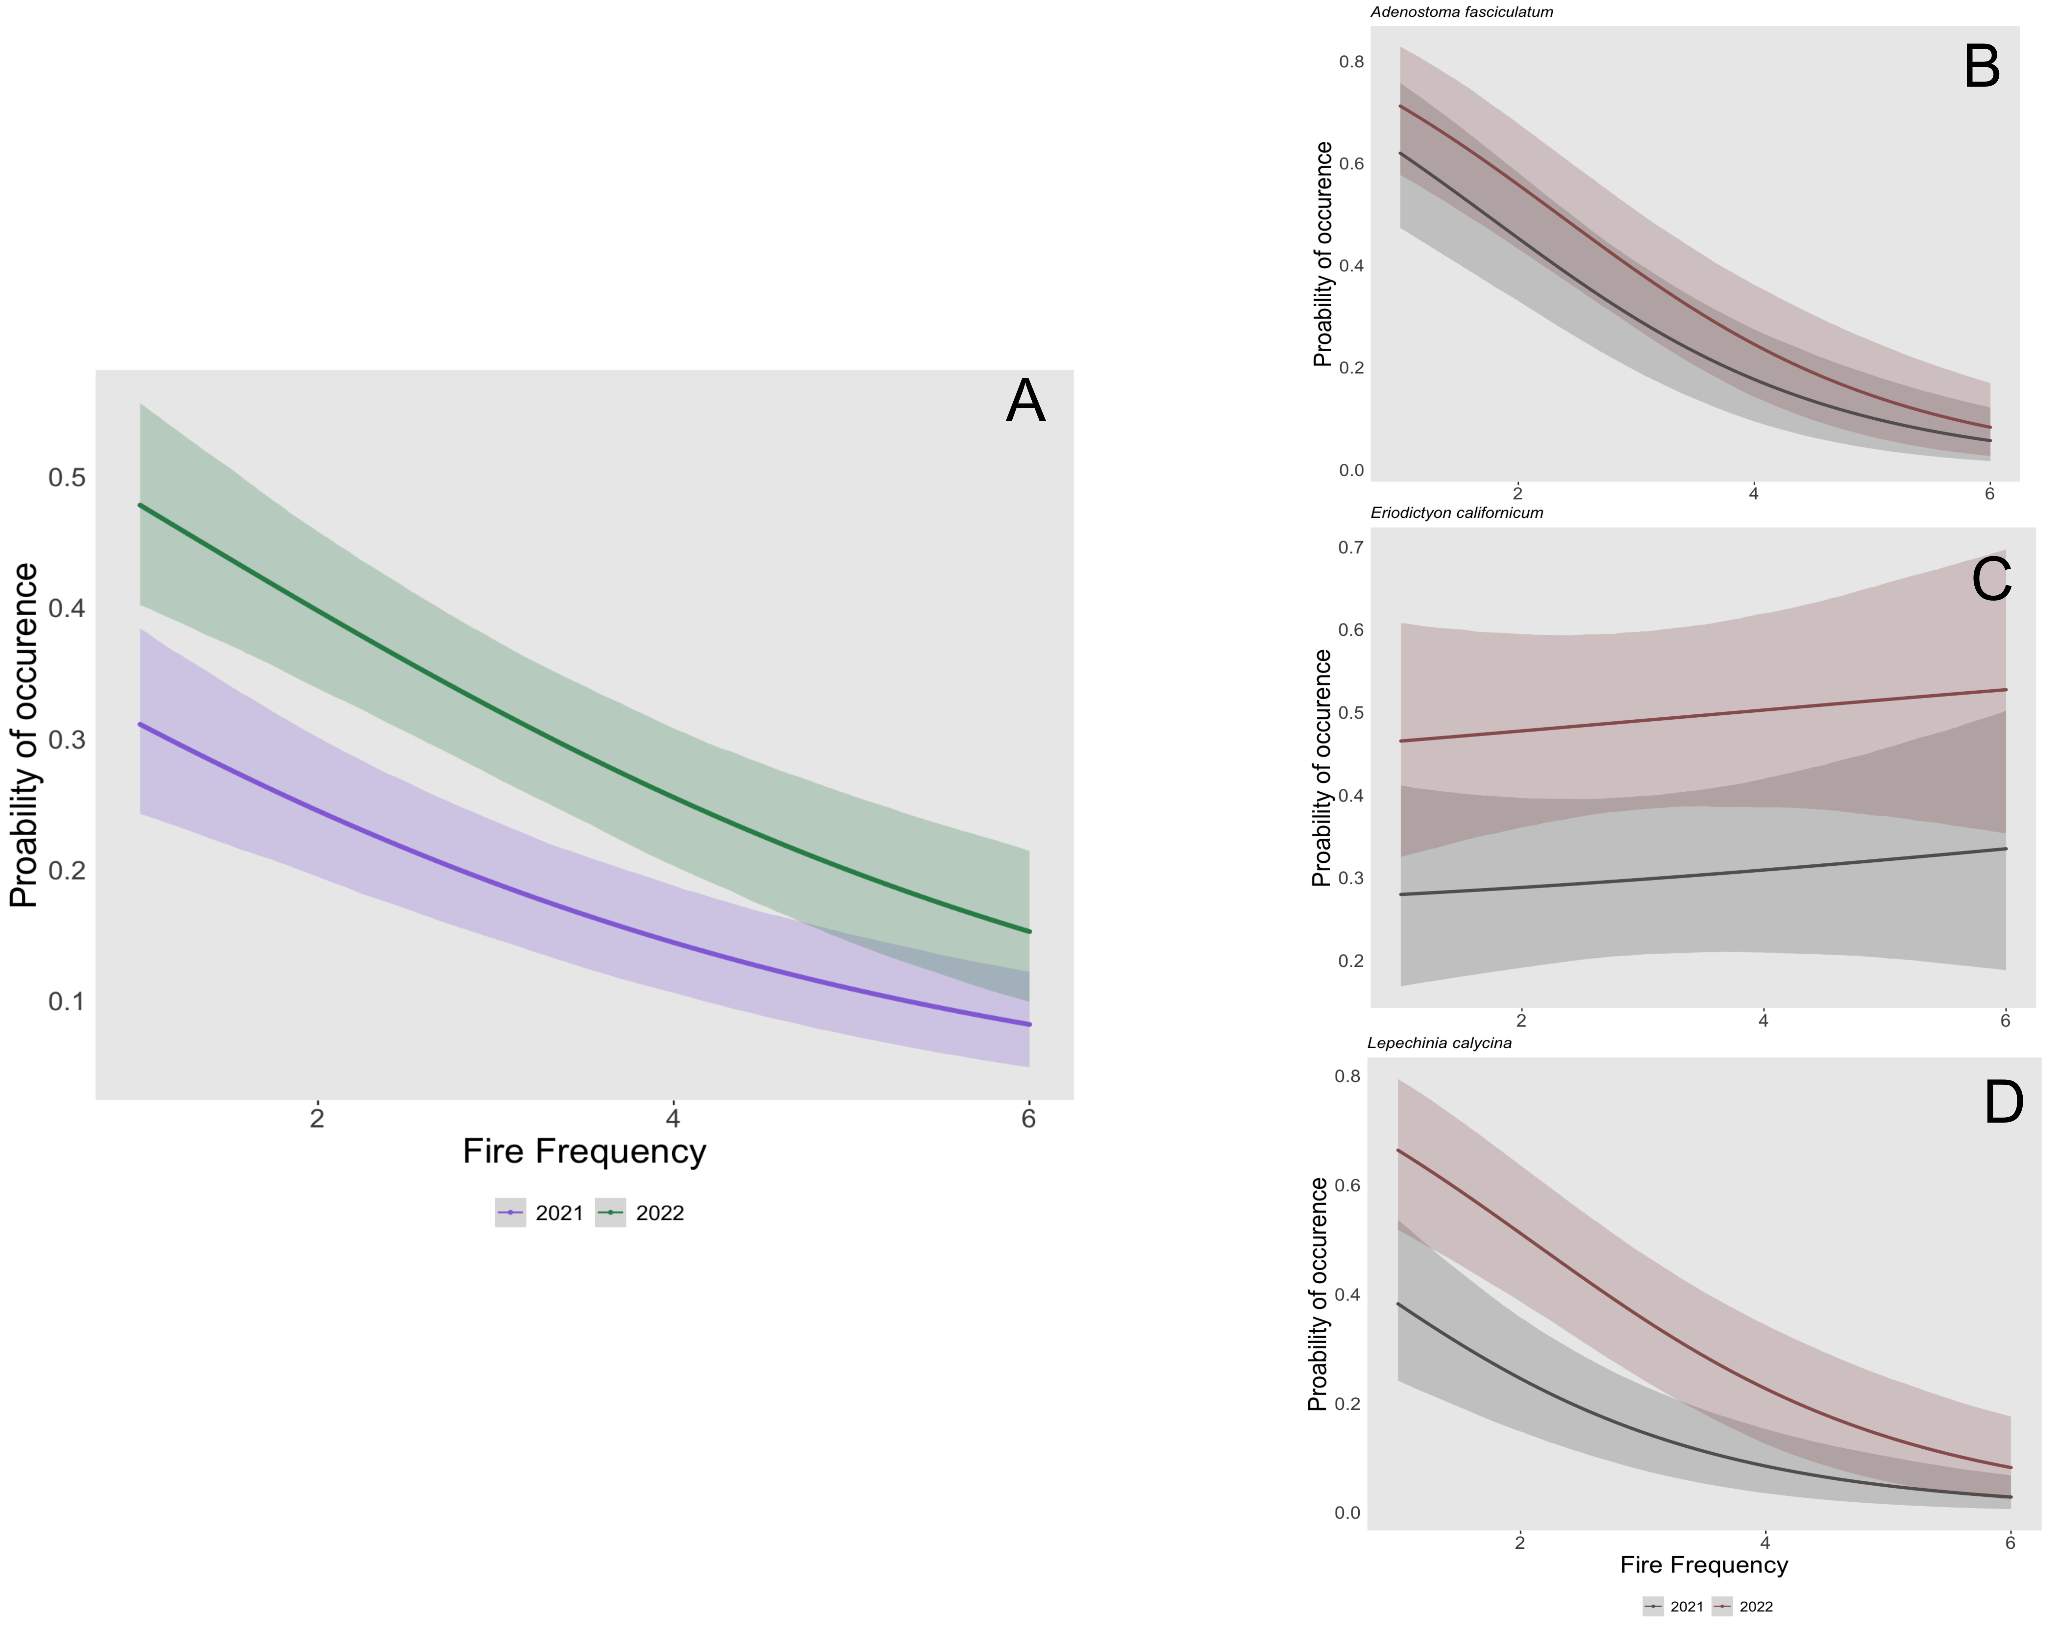 A
Proability of occurence
0.5
0.4
0.3
0.2
0.1
2 4 6
Fire Frequency
2021 2022
Adenostoma fasciculatum
B
Proability of occurence
0.8
0.6
0.4
0.2
0.0
2 4 6
Eriodictyon californicum
C
Proability of occurence
0.7
0.6
0.5
0.4
0.3
0.2
2 4 6
Lepechinia calycina
D
Proability of occurence
0.8
0.6
0.4
0.2
0.0
2 4 6
Fire Frequency
2021 2022